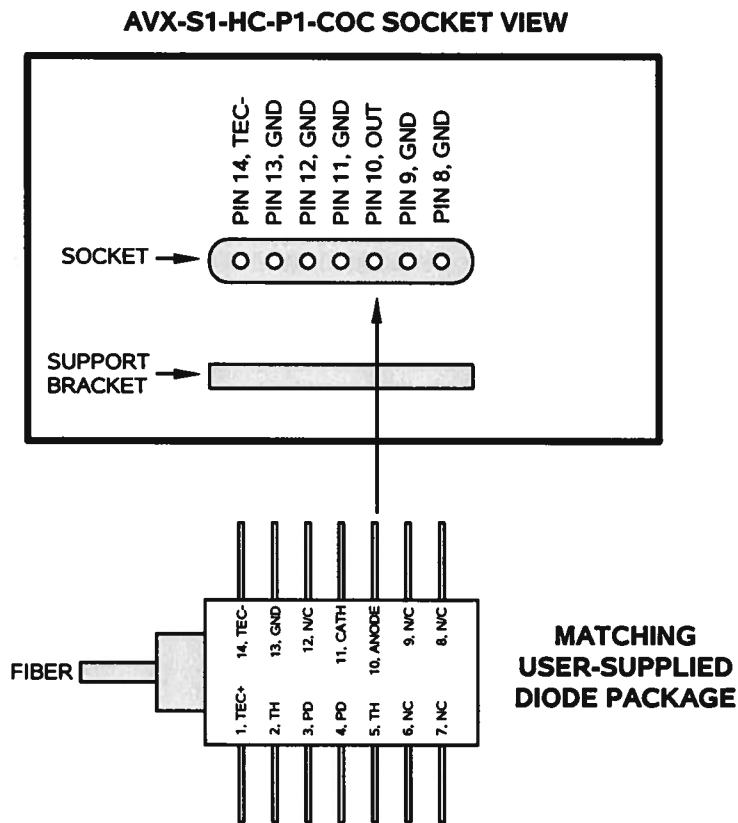 AVX-S1-HC-P1-COC SOCKET VIEW
PIN 14, TEC-
PIN 13, GND
PIN 12, GND
PIN 11, GND
PIN 10, OUT
PIN 9, GND
PIN 8, GND
SOCKET
SUPPORT
BRACKET
14, TEC-
13, GND
12, N/C
11, CATH
10, ANODE
9, N/C
8, N/C
FIBER
1, TEC+
2, TH
3, PD
4, PD
5, TH
6, NC
7, NC
MATCHING
USER-SUPPLIED
DIODE PACKAGE